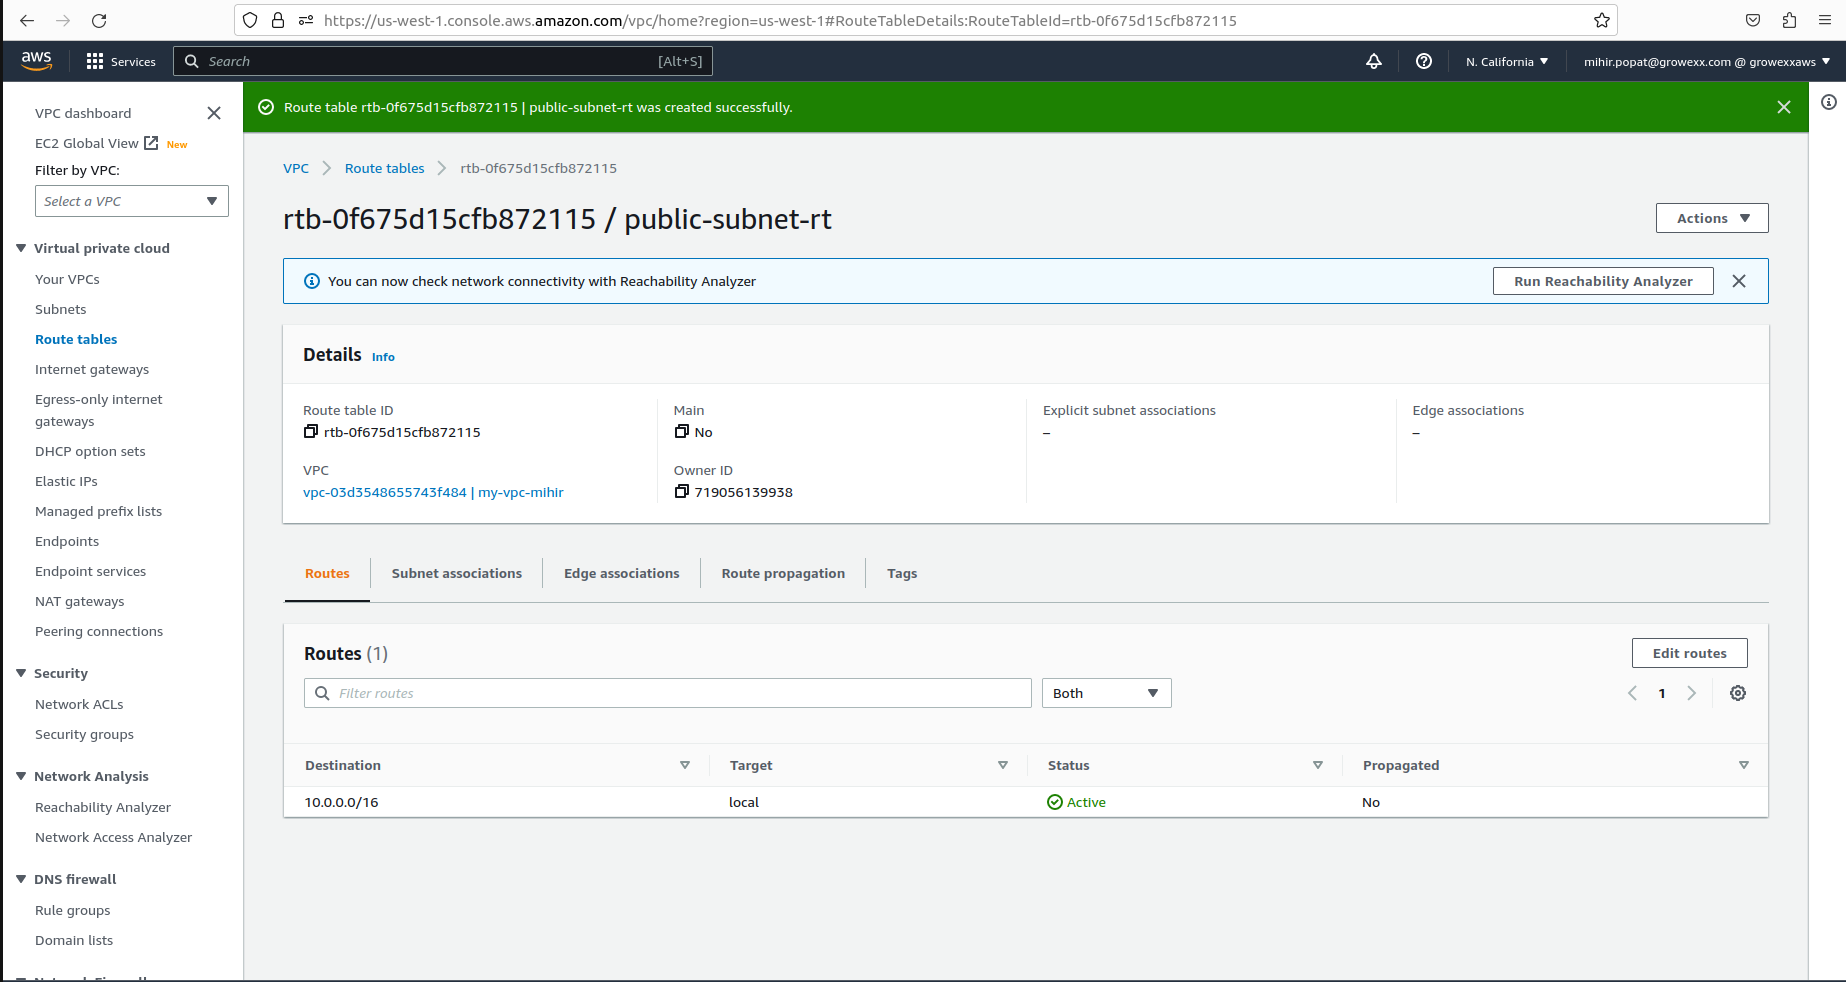 https://us-west-1.console.aws.amazon.com/vpc/home?region=us-west-1#RouteTableDetails:RouteTableId=rtb-0f675d15cfb872115
aws Services Search [Alt+S] N. California mihir.popat@growexx.com @ growexxaws
VPC dashboard
EC2 Global View New
Filter by VPC:
Select a VPC
Virtual private cloud
Your VPCs
Subnets
Route tables
Internet gateways
Egress-only internet
gateways
DHCP option sets
Elastic IPs
Managed prefix lists
Endpoints
Endpoint services
NAT gateways
Peering connections
Security
Network ACLs
Security groups
Network Analysis
Reachability Analyzer
Network Access Analyzer
DNS firewall
Rule groups
Domain lists
Route table rtb-0f675d15cfb872115 | public-subnet-rt was created successfully.
VPC Route tables rtb-0f675d15cfb872115
rtb-0f675d15cfb872115 / public-subnet-rt
Actions
You can now check network connectivity with Reachability Analyzer
Run Reachability Analyzer
Details Info
Route table ID
rtb-0f675d15cfb872115
VPC
vpc-03d3548655743f484 | my-vpc-mihir
Main
No
Owner ID
719056139938
Explicit subnet associations
–
Edge associations
–
Routes Subnet associations Edge associations Route propagation Tags
Routes (1)
Edit routes
Filter routes
Both
1
Destination Target Status Propagated
10.0.0.0/16 local Active No